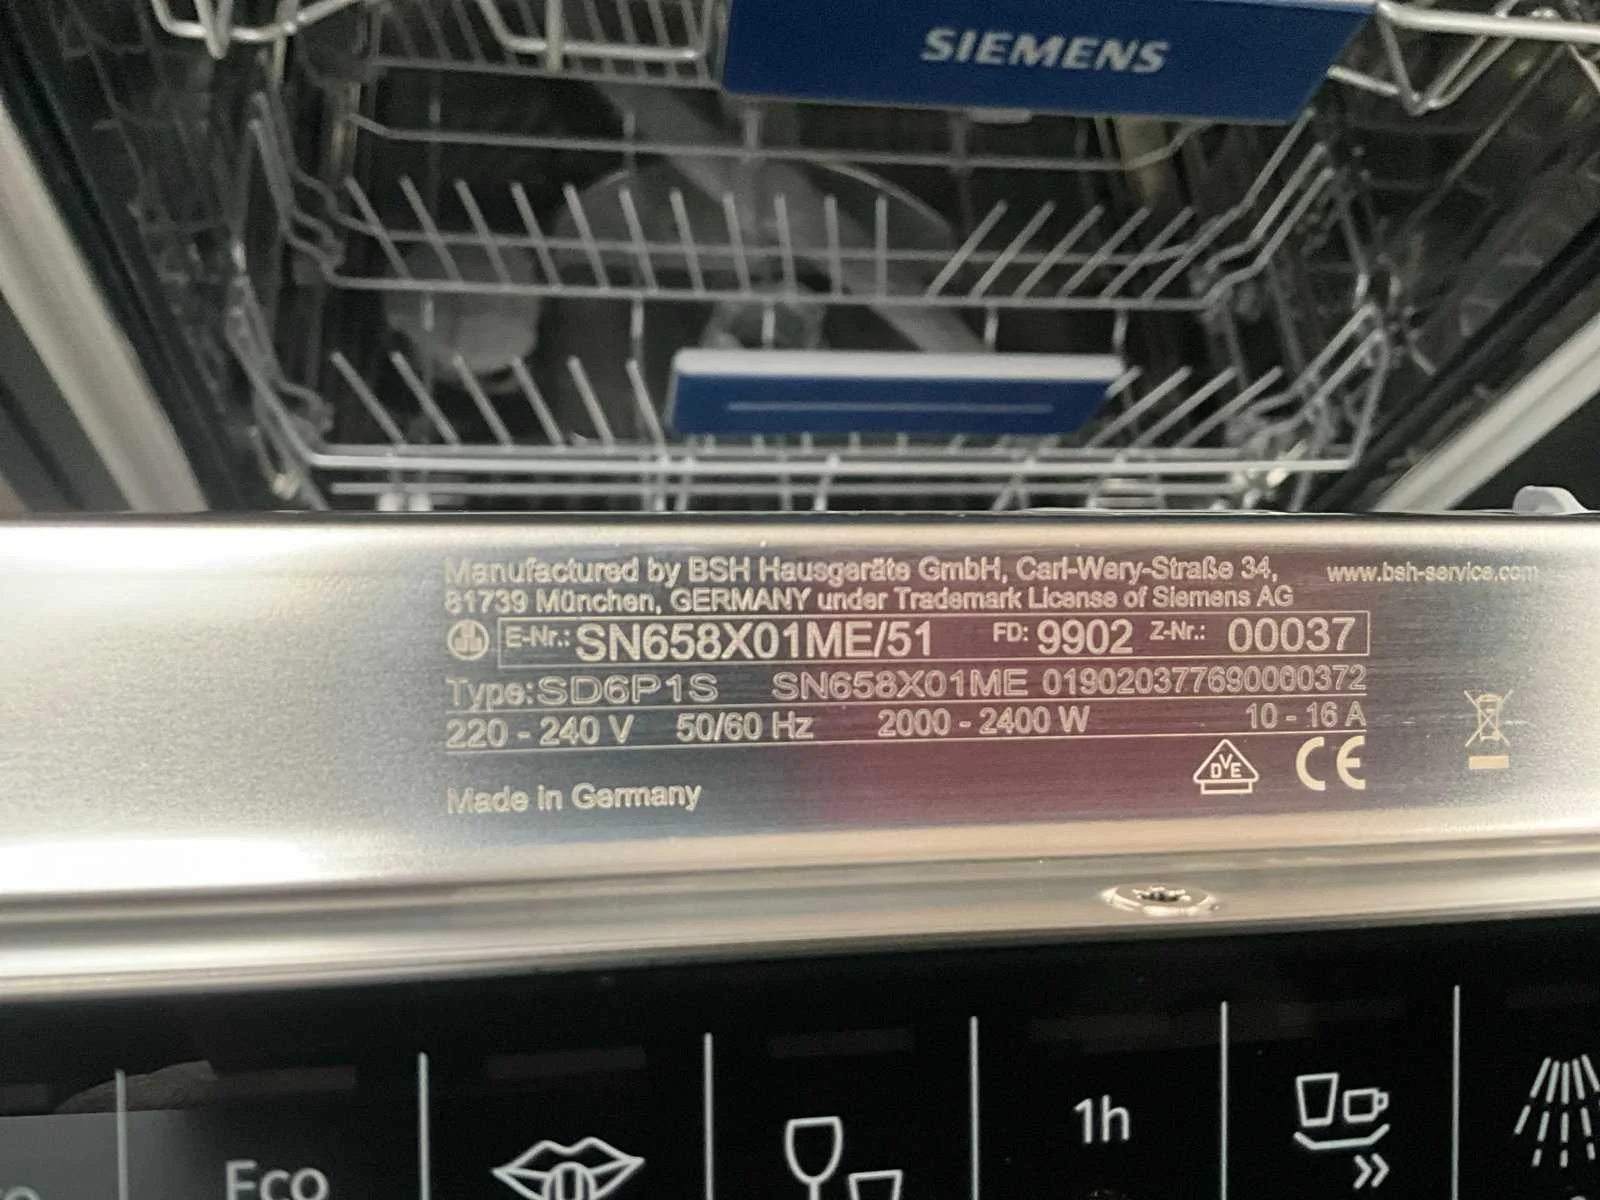 SIEMENS
Manufactured by BSH Hausgeräte GmbH, Carl-Wery-Straße 34,
81739 München, GERMANY under Trademark License of Siemens AG
www.bsh-service.com
E-Nr.: SN658X01ME/51 FD: 9902 Z-Nr.: 00037
Type: SD6P1S SN658X01ME 019020377690000372
220 - 240 V 50/60 Hz 2000 - 2400 W 10 - 16 A
DVE CE
Made in Germany
Eco
1h